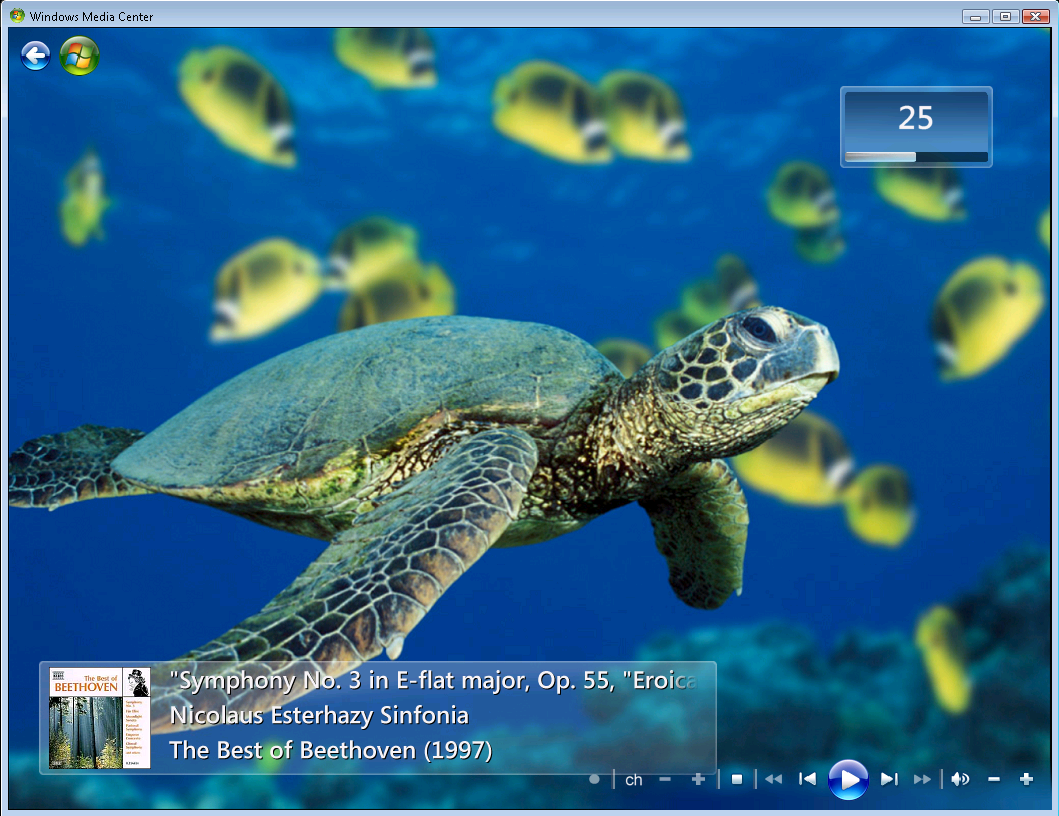 Windows Media Center
25
"Symphony No. 3 in E-flat major, Op. 55, "Eroica
Nicolaus Esterhazy Sinfonia
The Best of Beethoven (1997)
The Best of
BEETHOVEN
ch